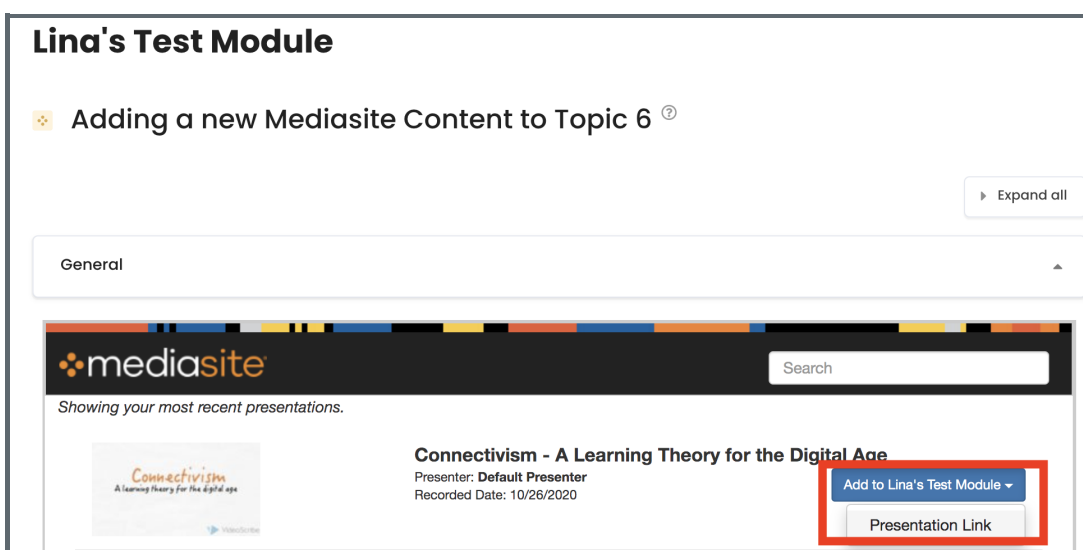 Lina's Test Module
Adding a new Mediasite Content to Topic 6 ?
Expand all
General
mediasite
Search
Showing your most recent presentations.
Connectivism
A learning theory for the digital age
VideoScribe
Connectivism - A Learning Theory for the Digital Age
Presenter: Default Presenter
Recorded Date: 10/26/2020
Add to Lina's Test Module
Presentation Link